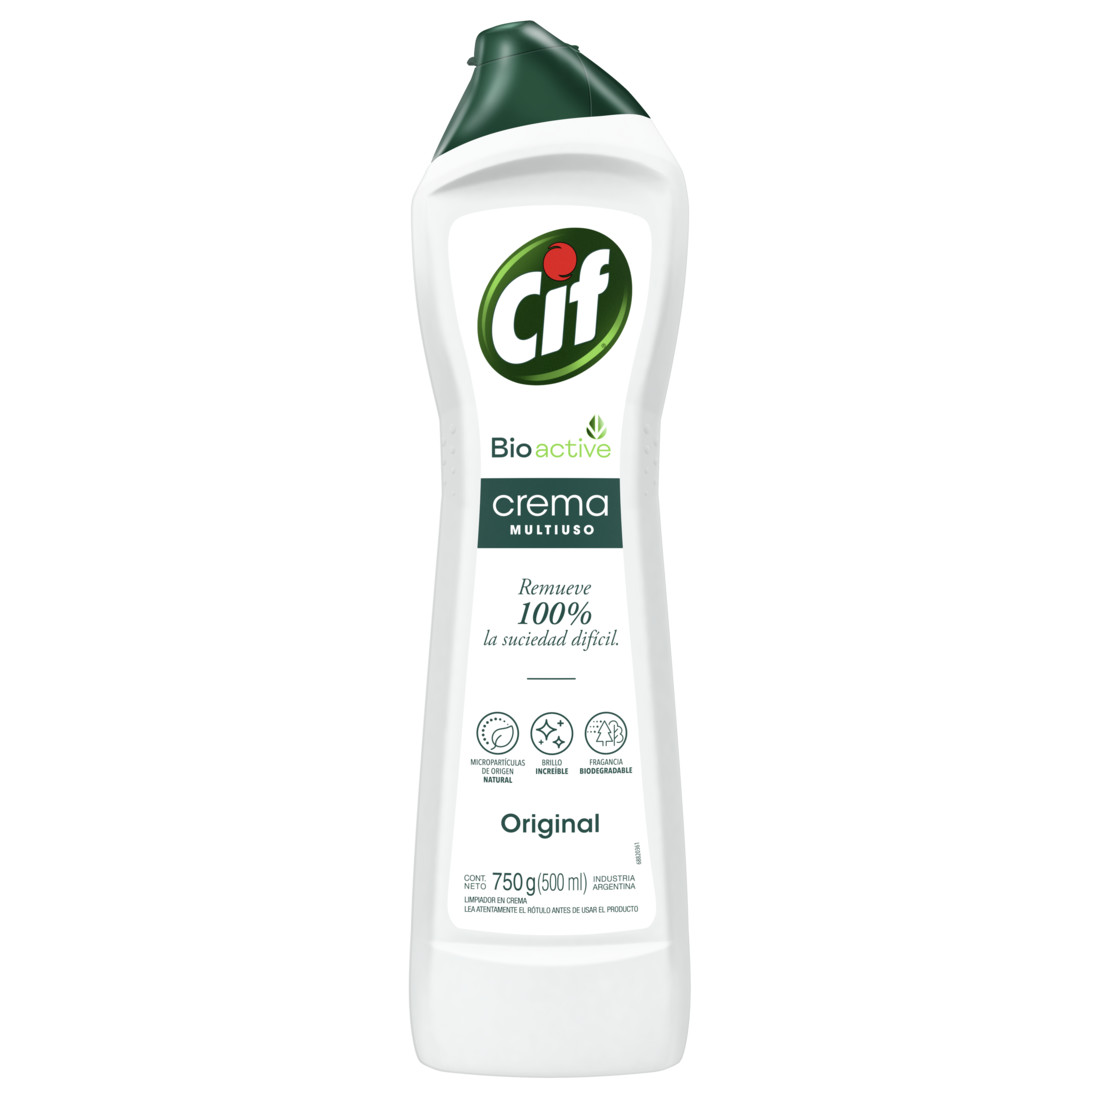 Cif
Bioactive
crema
MULTIUSO
Remueve
100%
la suciedad difícil.
MICROPARTÍCULAS
DE ORIGEN
NATURAL
BRILLO
INCREÍBLE
FRAGANCIA
BIODEGRADABLE
Original
68820361
CONT. NETO 750 g (500 ml) INDUSTRIA ARGENTINA
LIMPIADOR EN CREMA
LEA ATENTAMENTE EL RÓTULO ANTES DE USAR EL PRODUCTO